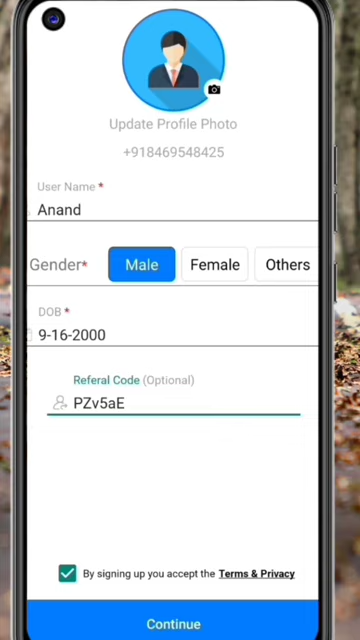 Update Profile Photo
+918469548425
User Name *
Anand
Gender* Male Female Others
DOB *
9-16-2000
Referal Code (Optional)
PZv5aE
By signing up you accept the Terms & Privacy
Continue